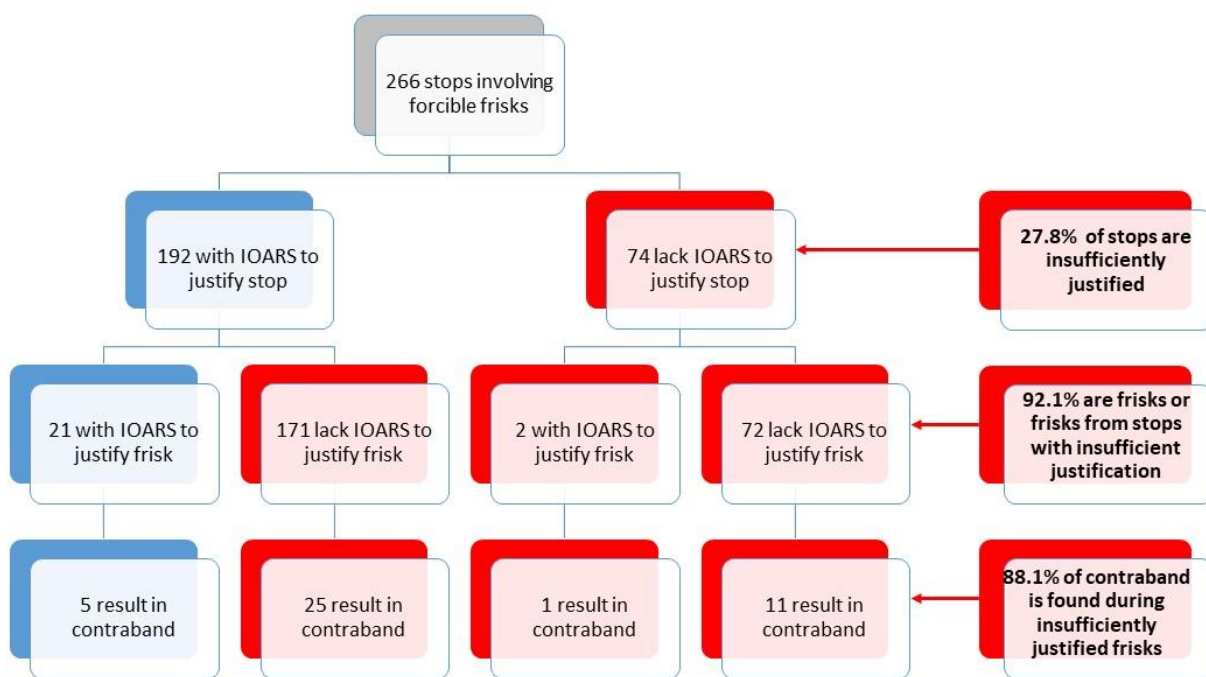 266 stops involving
forcible frisks
192 with IOARS to
justify stop
74 lack IOARS to
justify stop
27.8% of stops are
insufficiently
justified
21 with IOARS to
justify frisk
171 lack IOARS to
justify frisk
2 with IOARS to
justify frisk
72 lack IOARS to
justify frisk
92.1% are frisks or
frisks from stops
with insufficient
justification
5 result in
contraband
25 result in
contraband
1 result in
contraband
11 result in
contraband
88.1% of contraband
is found during
insufficiently
justified frisks